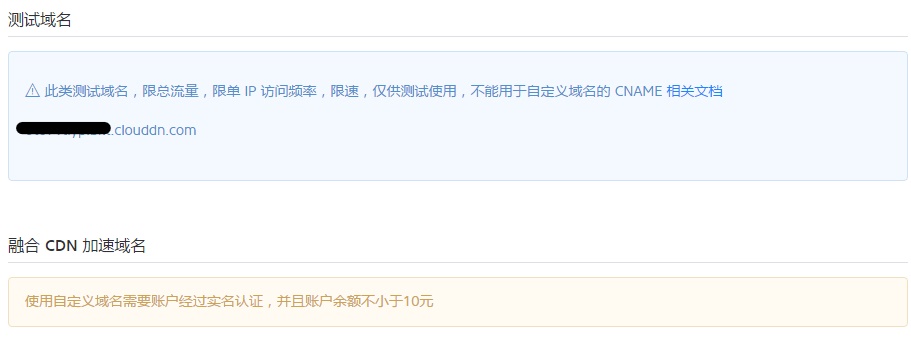 测试域名
此类测试域名，限总流量，限单 IP 访问频率，限速，仅供测试使用，不能用于自定义域名的 CNAME 相关文档
.clouddn.com
融合 CDN 加速域名
使用自定义域名需要账户经过实名认证，并且账户余额不小于10元